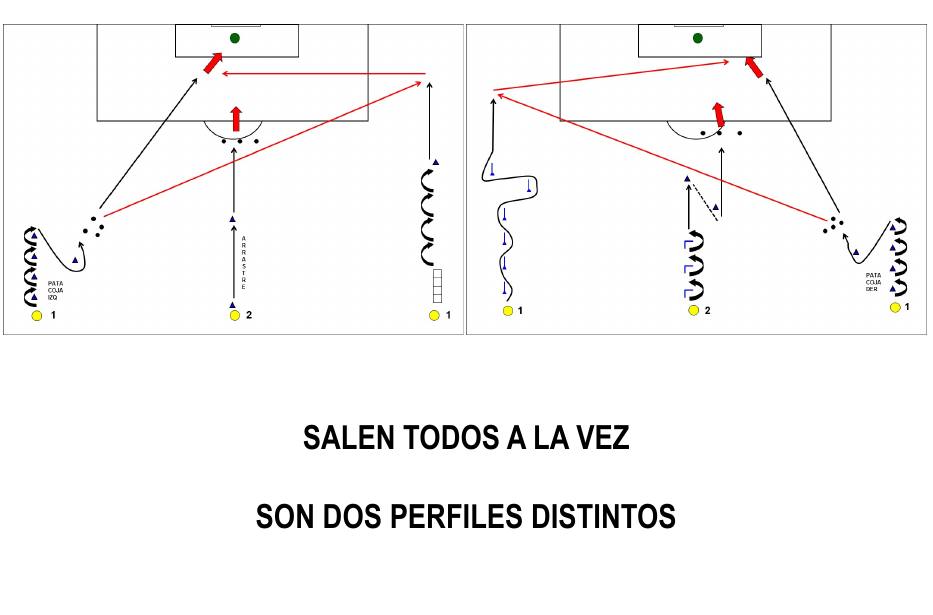 A
R
R
A
S
T
R
E
PATA
COJA
IZQ
1
2
1
PATA
COJA
DER
1
2
1
SALEN TODOS A LA VEZ
SON DOS PERFILES DISTINTOS